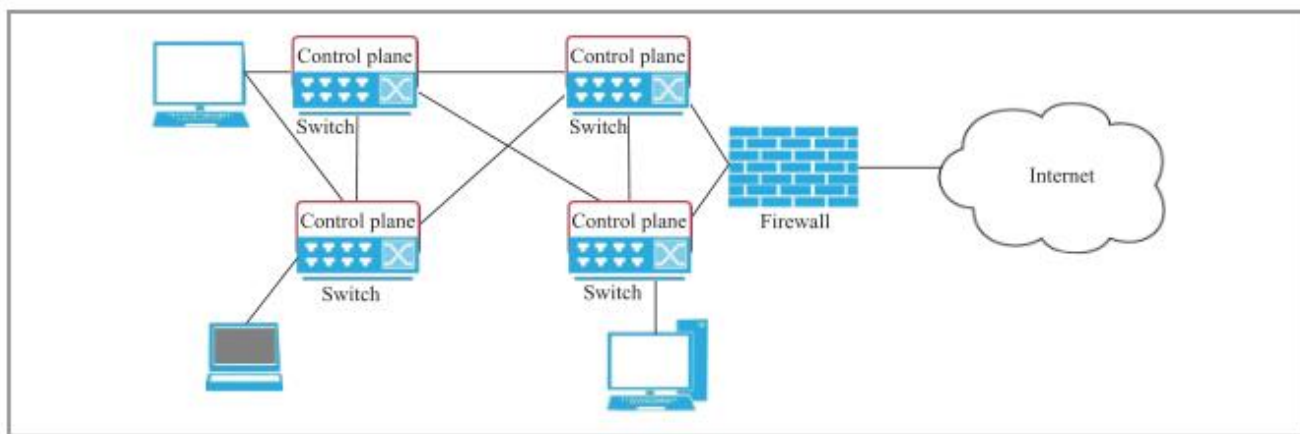 Control plane
Control plane
Switch
Switch
Internet
Control plane
Control plane
Firewall
Switch
Switch